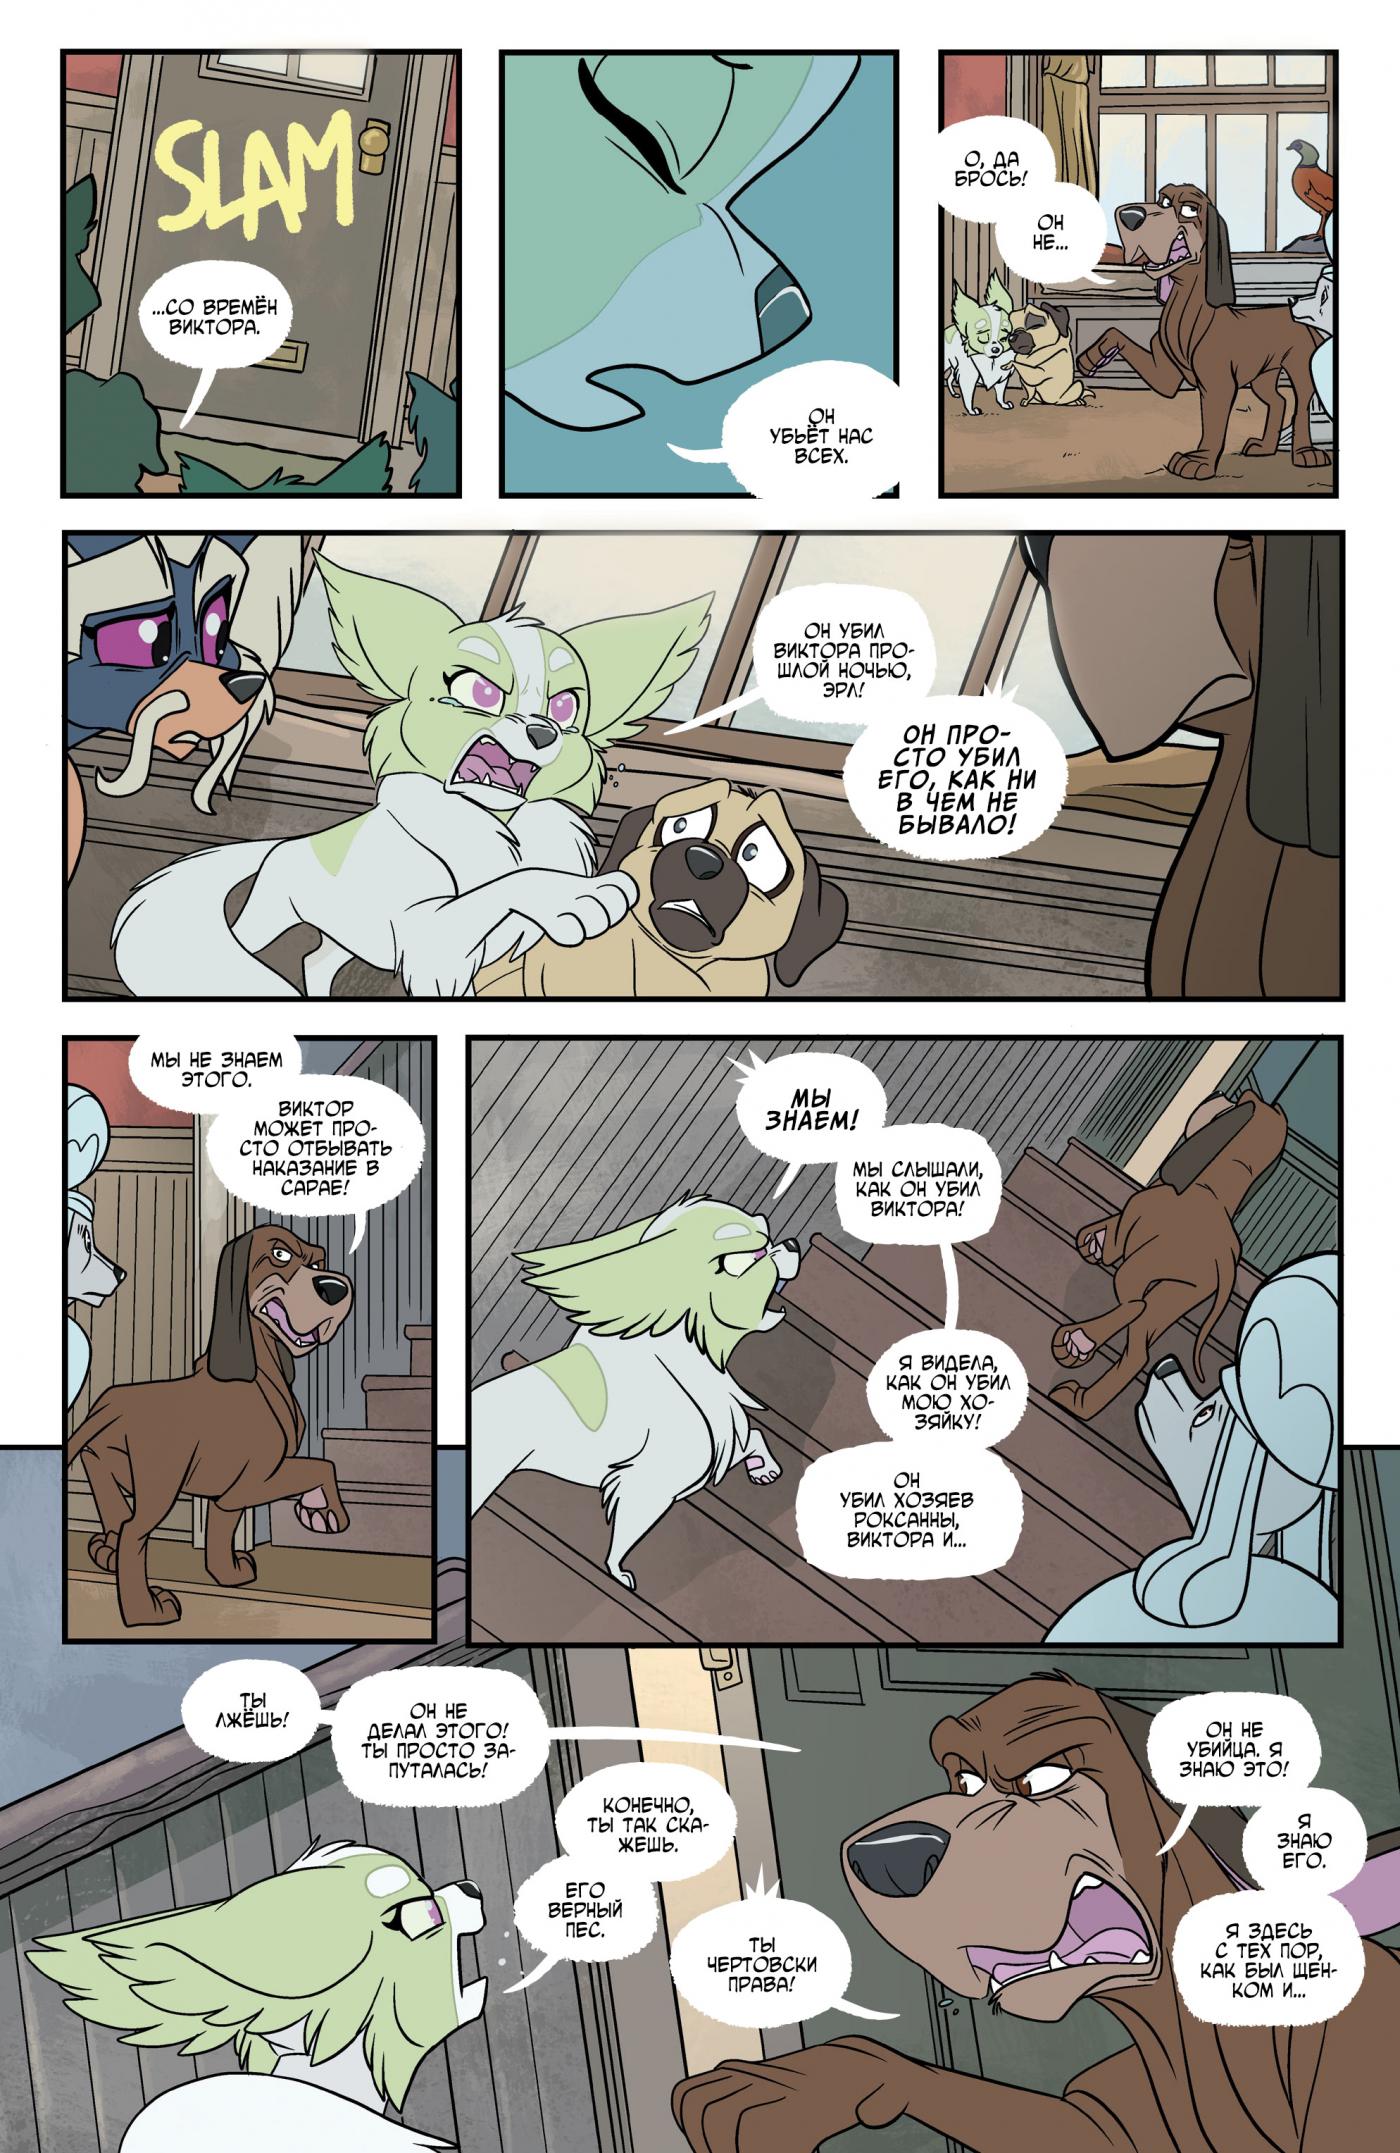 SLAM
...СО ВРЕМЁН
ВИКТОРА.
ОН
УБЬЁТ НАС
ВСЕХ.
О, ДА
БРОСЬ!
ОН
НЕ...
ОН УБИЛ
ВИКТОРА ПРО-
ШЛОЙ НОЧЬЮ,
ЭРЛ!
ОН ПРО-
СТО УБИЛ
ЕГО, КАК НИ
В ЧЕМ НЕ
БЫВАЛО!
МЫ НЕ ЗНАЕМ
ЭТОГО.
ВИКТОР
МОЖЕТ ПРО-
СТО ОТБЫВАТЬ
НАКАЗАНИЕ В
САРАЕ!
МЫ
ЗНАЕМ!
МЫ СЛЫШАЛИ,
КАК ОН УБИЛ
ВИКТОРА!
Я ВИДЕЛА,
КАК ОН УБИЛ
МОЮ ХО-
ЗЯЙКУ!
ОН
УБИЛ ХОЗЯЕВ
РОКСАННЫ,
ВИКТОРА И...
ТЫ
ЛЖЁШЬ!
ОН НЕ
ДЕЛАЛ ЭТОГО!
ТЫ ПРОСТО ЗА-
ПУТАЛАСЬ!
КОНЕЧНО,
ТЫ ТАК СКА-
ЖЕШЬ.
ЕГО
ВЕРНЫЙ
ПЕС.
ТЫ
ЧЕРТОВСКИ
ПРАВА!
ОН НЕ
УБИЙЦА. Я
ЗНАЮ ЭТО!
Я
ЗНАЮ
ЕГО.
Я ЗДЕСЬ
С ТЕХ ПОР,
КАК БЫЛ ЩЕН-
КОМ И...